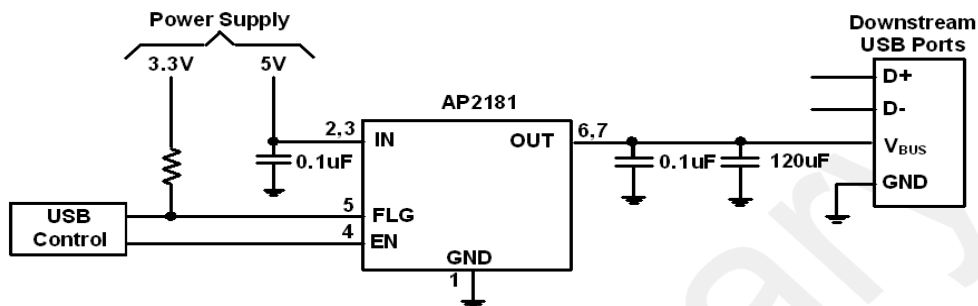 Power Supply
3.3V
5V
Downstream
USB Ports
D+
D-
VBUS
GND
AP2181
2,3
IN
OUT
6,7
0.1uF
0.1uF
120uF
USB
Control
5
FLG
4
EN
GND
1